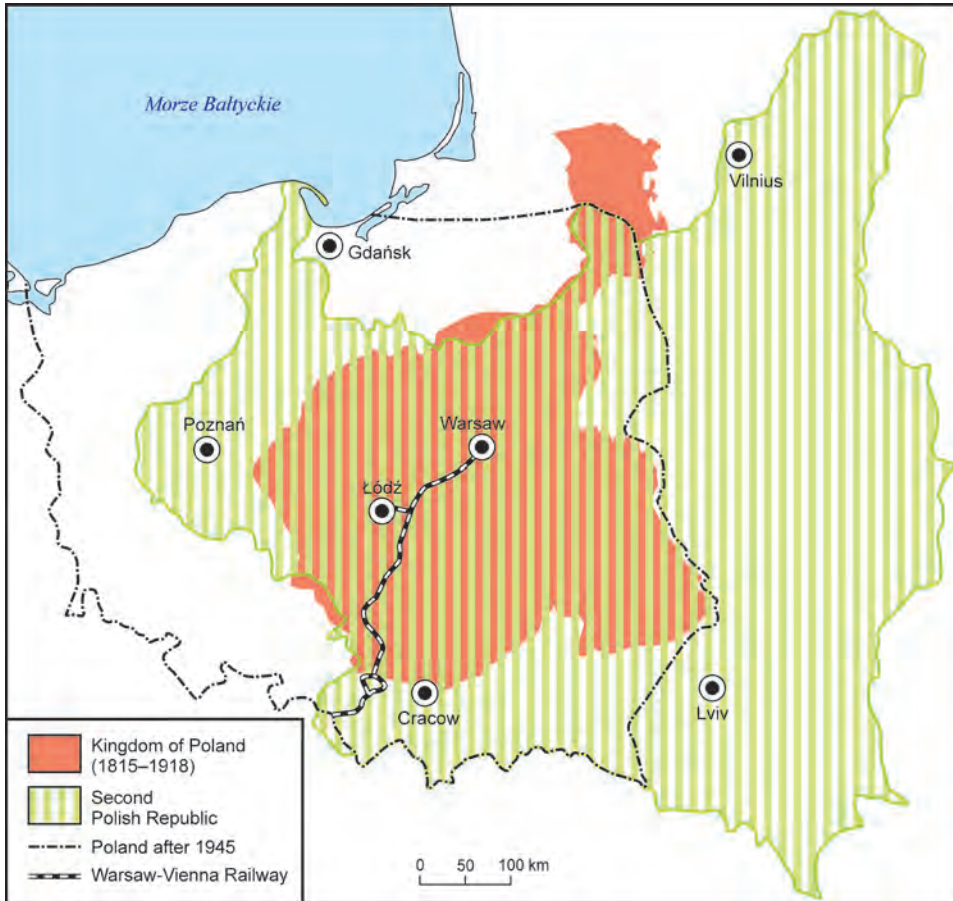 Morze Bałtyckie
Vilnius
Gdańsk
Poznań
Warsaw
Łódź
Cracow
Lviv
Kingdom of Poland
(1815–1918)
Second
Polish Republic
Poland after 1945
Warsaw-Vienna Railway
0 50 100 km